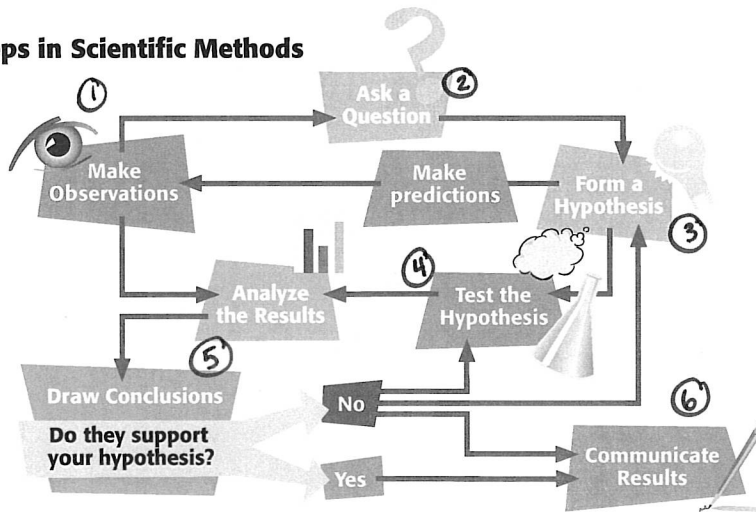 ps in Scientific Methods
①
②
Ask a
Question
Make
Observations
Make
predictions
Form a
Hypothesis
③
④
Analyze
the Results
Test the
Hypothesis
⑤
Draw Conclusions
Do they support
your hypothesis?
No
Yes
⑥
Communicate
Results